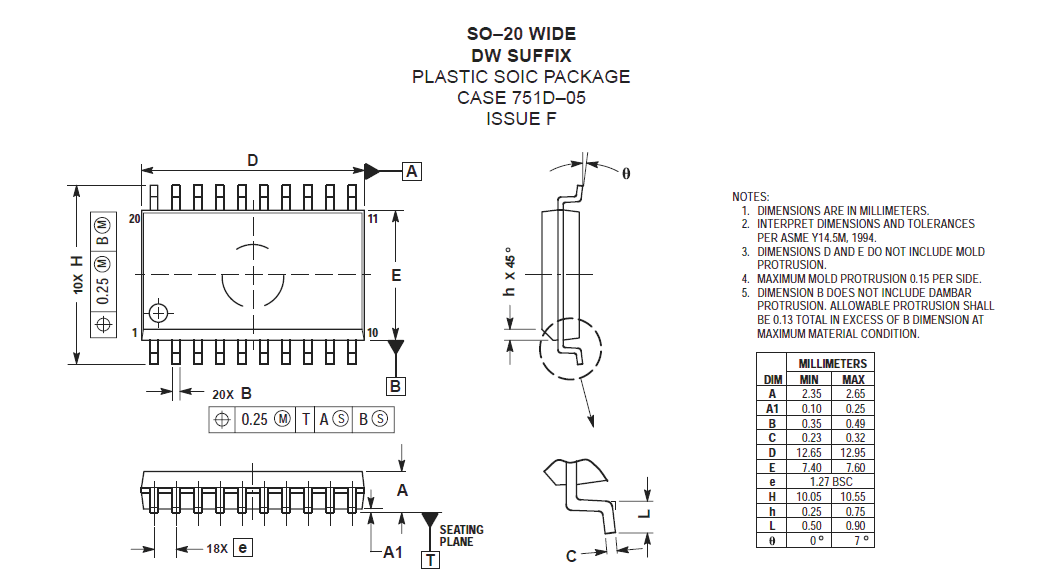 SO–20 WIDE
DW SUFFIX
PLASTIC SOIC PACKAGE
CASE 751D–05
ISSUE F
D
A
θ
20
11
10X H
0.25 Ⓜ B Ⓜ
E
h X 45°
1
10
B
20X B
0.25 Ⓜ T A Ⓢ B Ⓢ
A
A1
18X e
SEATING
PLANE
T
L
C
NOTES:
1. DIMENSIONS ARE IN MILLIMETERS.
2. INTERPRET DIMENSIONS AND TOLERANCES
PER ASME Y14.5M, 1994.
3. DIMENSIONS D AND E DO NOT INCLUDE MOLD
PROTRUSION.
4. MAXIMUM MOLD PROTRUSION 0.15 PER SIDE.
5. DIMENSION B DOES NOT INCLUDE DAMBAR
PROTRUSION. ALLOWABLE PROTRUSION SHALL
BE 0.13 TOTAL IN EXCESS OF B DIMENSION AT
MAXIMUM MATERIAL CONDITION.
MILLIMETERS
DIM MIN MAX
A 2.35 2.65
A1 0.10 0.25
B 0.35 0.49
C 0.23 0.32
D 12.65 12.95
E 7.40 7.60
e 1.27 BSC
H 10.05 10.55
h 0.25 0.75
L 0.50 0.90
θ 0° 7°